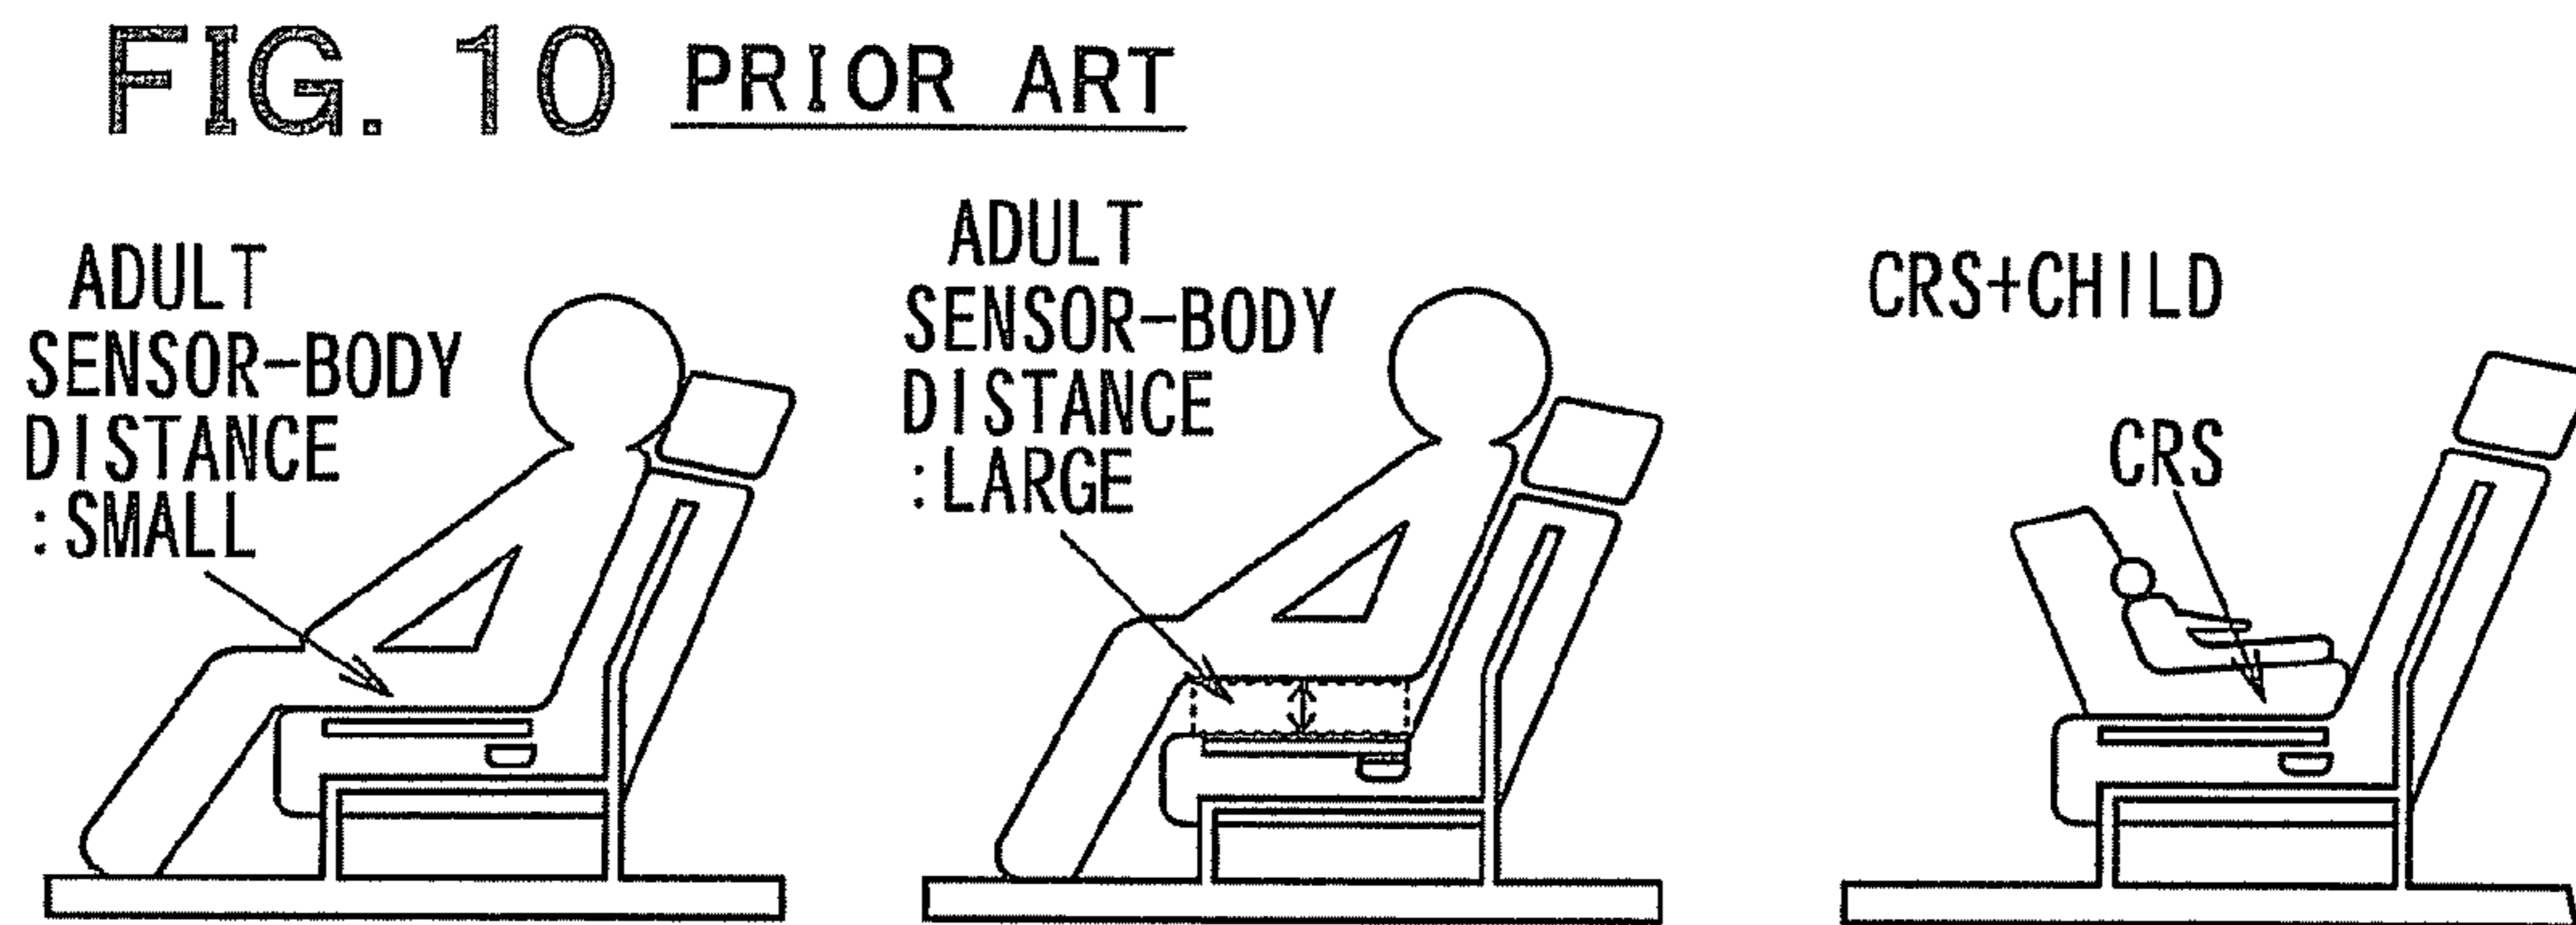 FIG. 10 PRIOR ART
ADULT
SENSOR-BODY
DISTANCE
:SMALL
ADULT
SENSOR-BODY
DISTANCE
:LARGE
CRS+CHILD
CRS